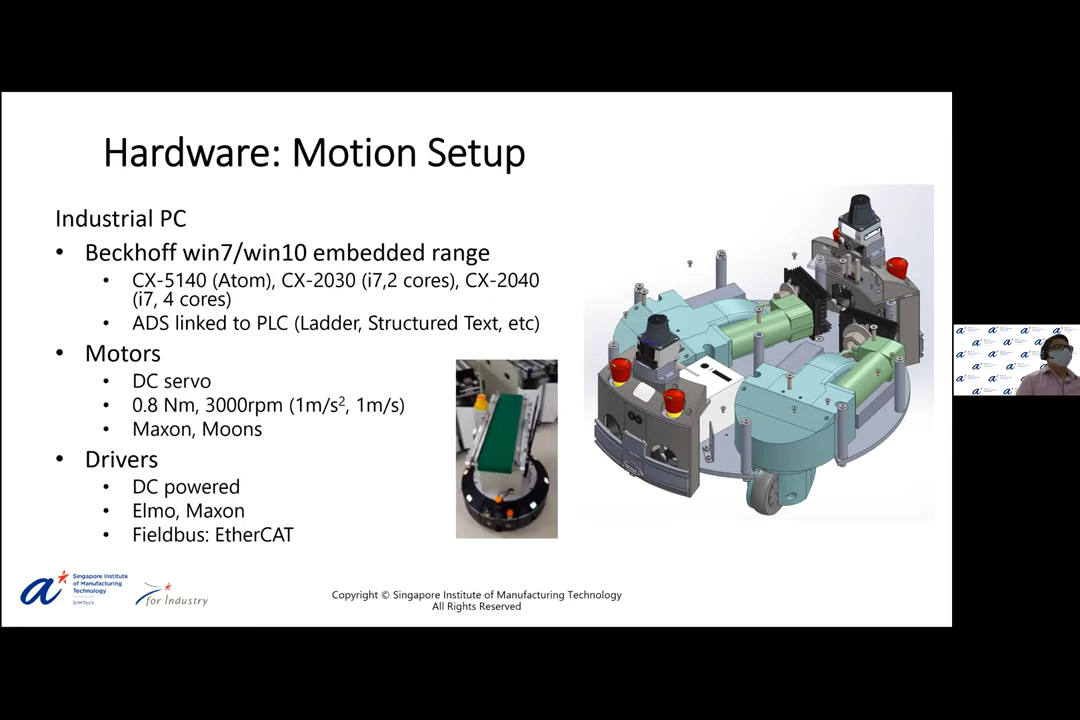 Hardware: Motion Setup
Industrial PC
• Beckhoff win7/win10 embedded range
• CX-5140 (Atom), CX-2030 (i7,2 cores), CX-2040
(i7, 4 cores)
• ADS linked to PLC (Ladder, Structured Text, etc)
• Motors
• DC servo
• 0.8 Nm, 3000rpm (1m/s², 1m/s)
• Maxon, Moons
• Drivers
• DC powered
• Elmo, Maxon
• Fieldbus: EtherCAT
Singapore Institute
of Manufacturing
Technology
SIMTech
for Industry
Copyright © Singapore Institute of Manufacturing Technology
All Rights Reserved